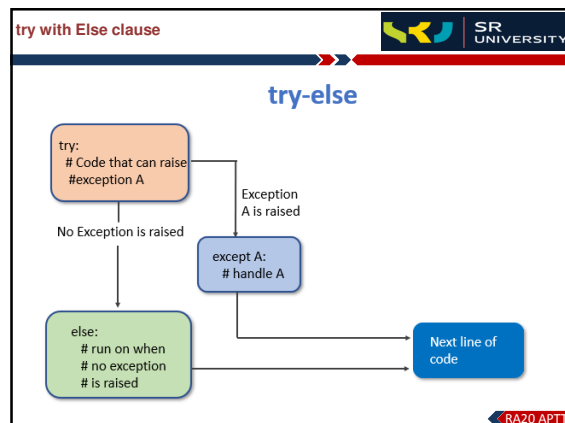 try with Else clause
SR
UNIVERSITY
try-else
try:
# Code that can raise
#exception A
Exception
A is raised
No Exception is raised
except A:
# handle A
else:
# run on when
# no exception
# is raised
Next line of
code
RA20 APTT